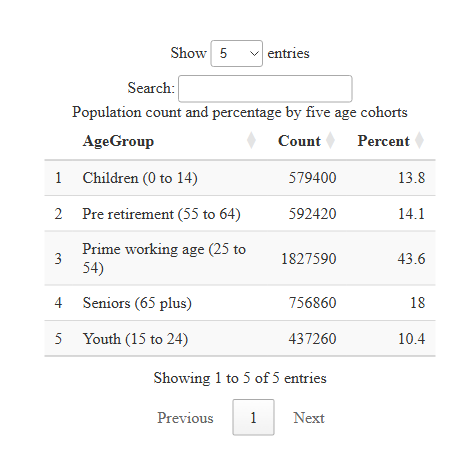 Show 5 entries
Search:
Population count and percentage by five age cohorts
AgeGroup Count Percent
1 Children (0 to 14) 579400 13.8
2 Pre retirement (55 to 64) 592420 14.1
3 Prime working age (25 to 54) 1827590 43.6
4 Seniors (65 plus) 756860 18
5 Youth (15 to 24) 437260 10.4
Showing 1 to 5 of 5 entries
Previous 1 Next